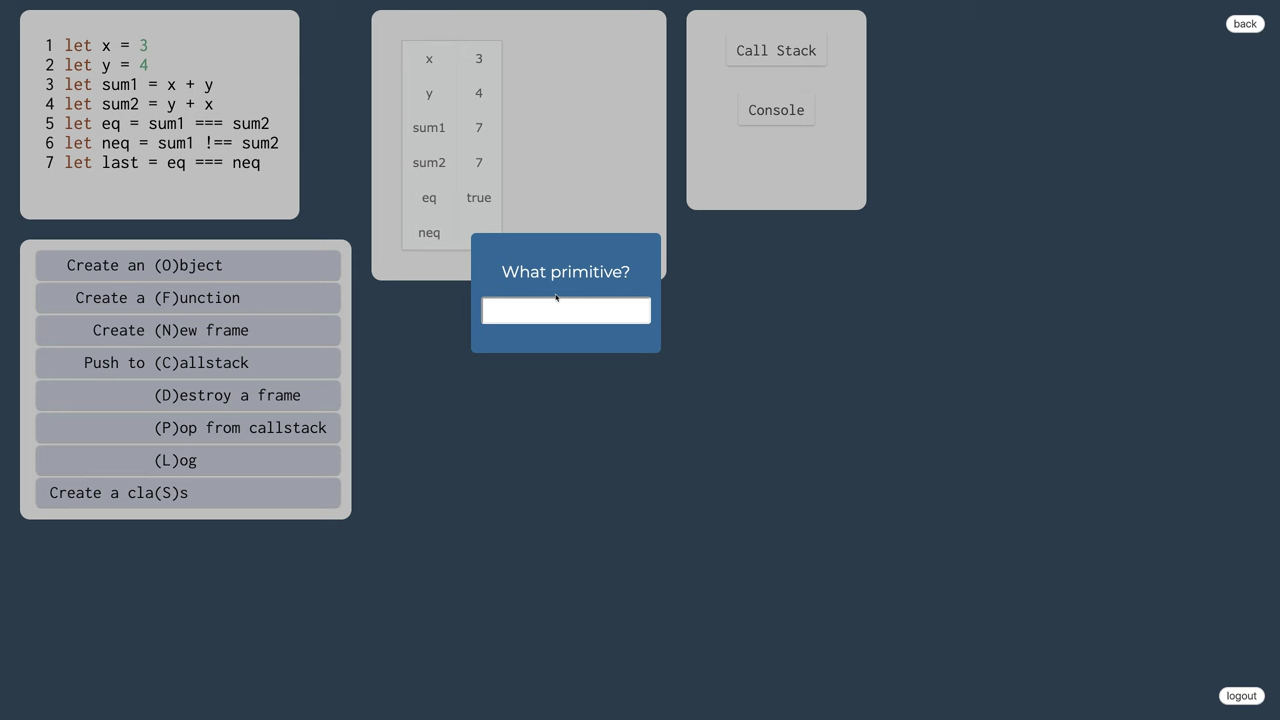 1 let x = 3
2 let y = 4
3 let sum1 = x + y
4 let sum2 = y + x
5 let eq = sum1 === sum2
6 let neq = sum1 !== sum2
7 let last = eq === neq
Create an (O)bject
Create a (F)unction
Create (N)ew frame
Push to (C)allstack
(D)estroy a frame
(P)op from callstack
(L)og
Create a cla(S)s
x 3
y 4
sum1 7
sum2 7
eq true
neq
What primitive?
Call Stack
Console
back
logout